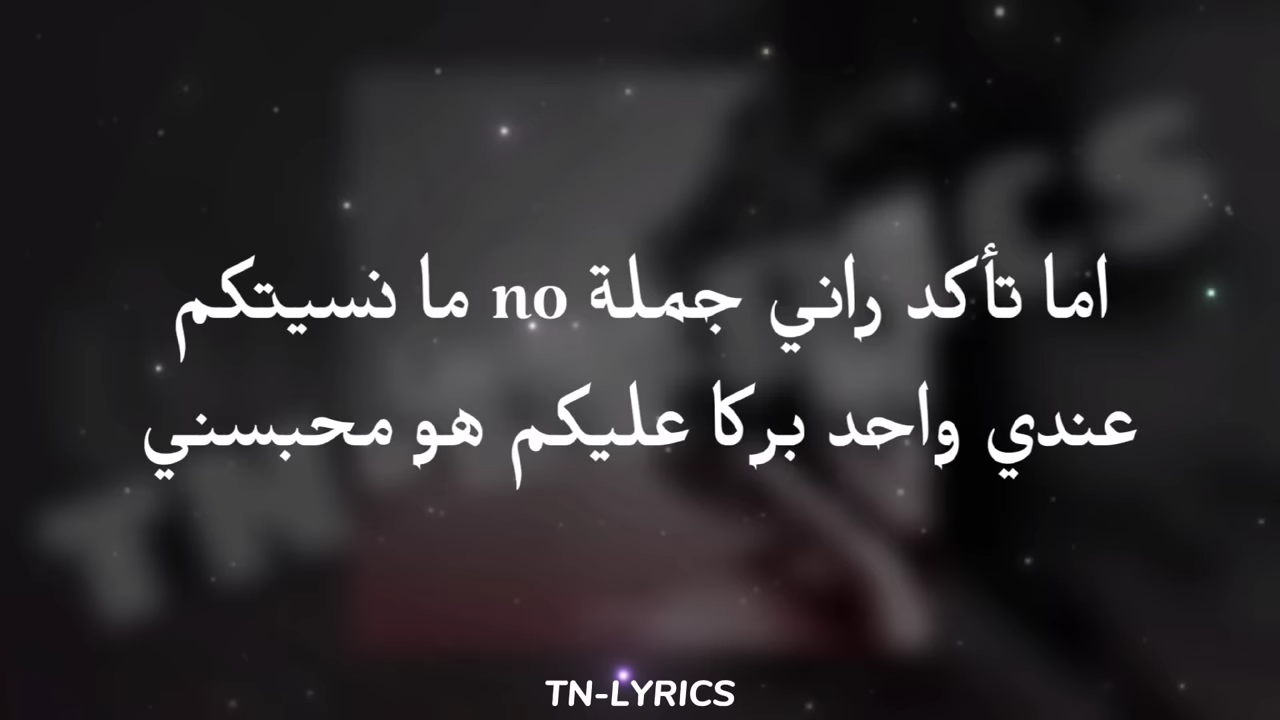 اما تأكد راني جملة no ما نسيتكم
عندي واحد بركا عليكم هو محبسني
TN-LYRICS